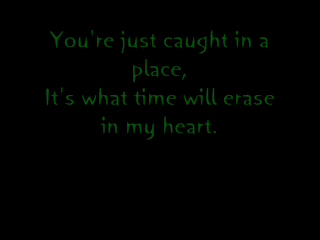 You're just caught in a
place,
It's what time will erase
in my heart.